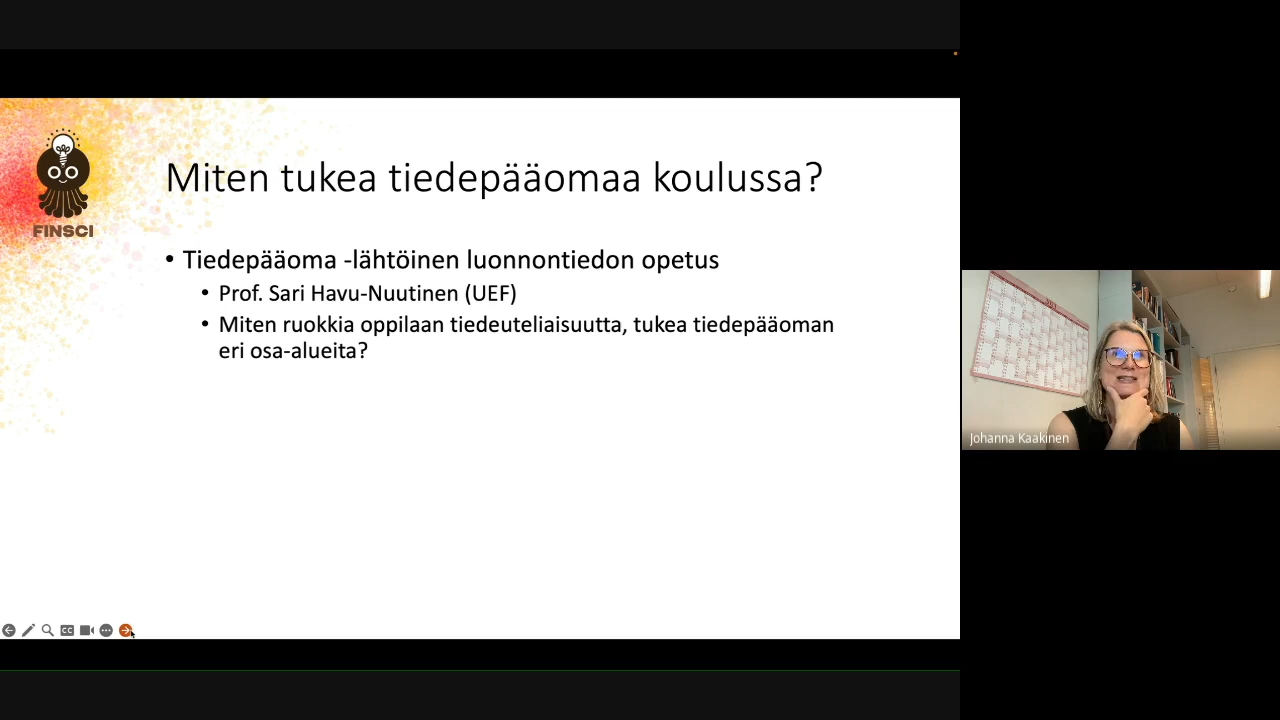 Miten tukea tiedepääomaa koulussa?
FINSCI
• Tiedepääoma -lähtöinen luonnontiedon opetus
• Prof. Sari Havu-Nuutinen (UEF)
• Miten ruokkia oppilaan tiedeuteliaisuutta, tukea tiedepääoman
eri osa-alueita?
Johanna Kaakinen
CC